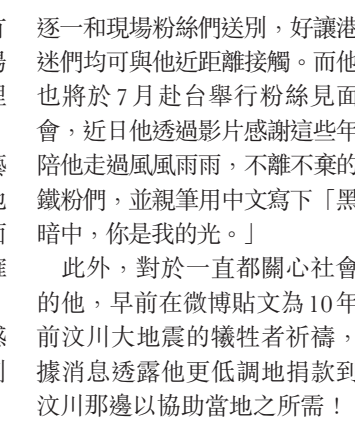 逐一和現場粉絲們送別，好讓港
迷們均可與他近距離接觸。而他
也將於7月赴台舉行粉絲見面
會，近日他透過影片感謝這些年
陪他走過風風雨雨，不離不棄的
鐵粉們，並親筆用中文寫下「黑
暗中，你是我的光。」
此外，對於一直都關心社會
的他，早前在微博貼文為10年
前汶川大地震的犧牲者祈禱，
據消息透露他更低調地捐款到
汶川那邊以協助當地之所需！